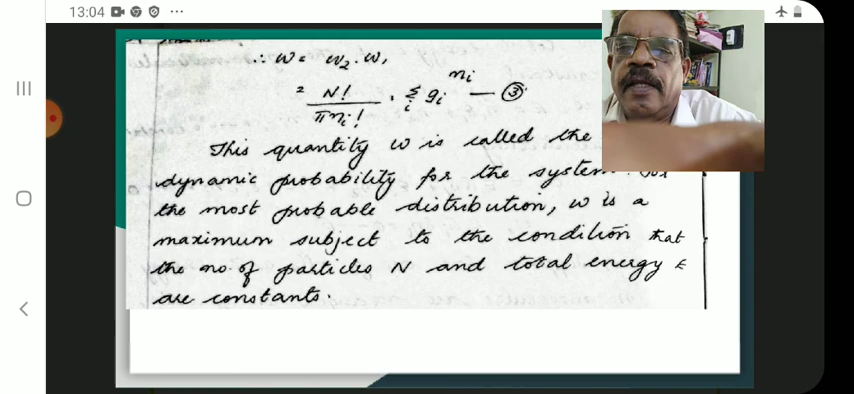 13:04
∴ w = w₂ . w₁
= N! / πnᵢ! . Σᵢ gᵢ^nᵢ — ③
This quantity w is called the
dynamic probability for the system.
the most probable distribution, w is a
maximum subject to the condition that
the no. of particles N and total energy E
are constants.